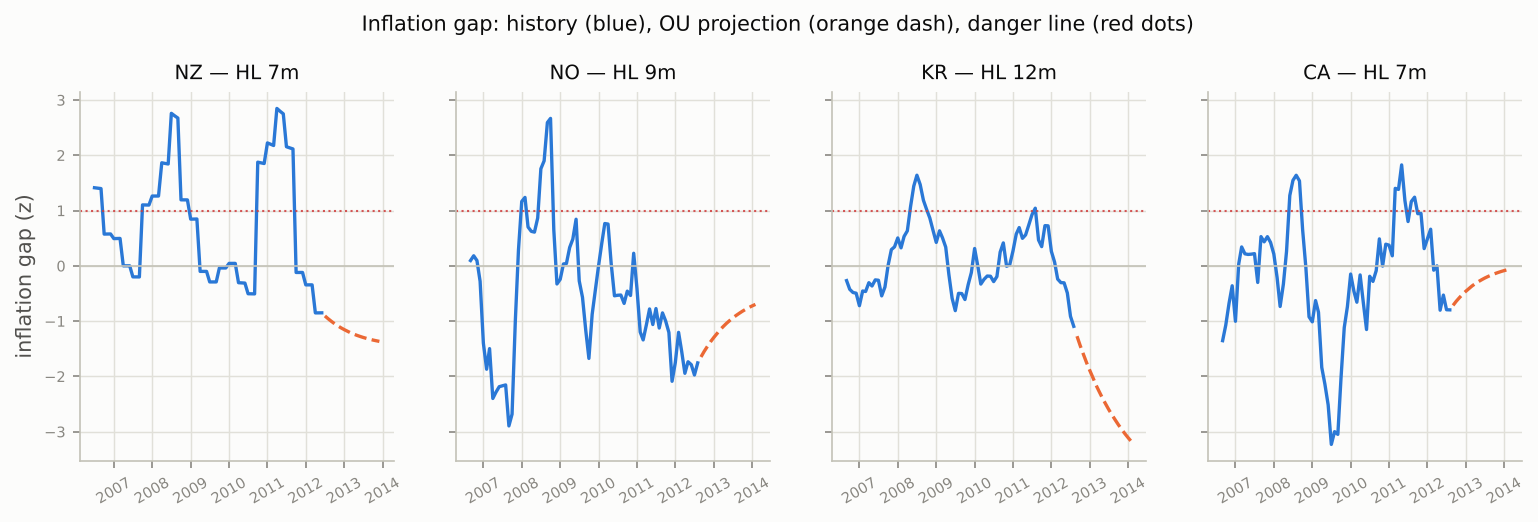 Inflation gap: history (blue), OU projection (orange dash), danger line (red dots)
NZ — HL 7m
NO — HL 9m
KR — HL 12m
CA — HL 7m
inflation gap (z)
3
2
1
0
−1
−2
−3
2007 2008 2009 2010 2011 2012 2013 2014
2007 2008 2009 2010 2011 2012 2013 2014
2007 2008 2009 2010 2011 2012 2013 2014
2007 2008 2009 2010 2011 2012 2013 2014